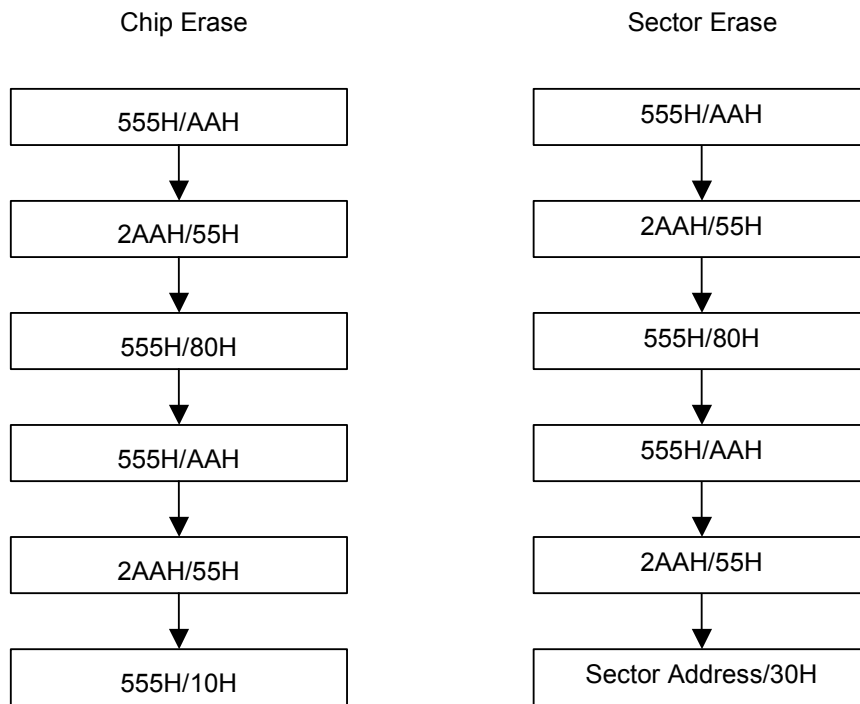 Chip Erase
555H/AAH
2AAH/55H
555H/80H
555H/AAH
2AAH/55H
555H/10H
Sector Erase
555H/AAH
2AAH/55H
555H/80H
555H/AAH
2AAH/55H
Sector Address/30H